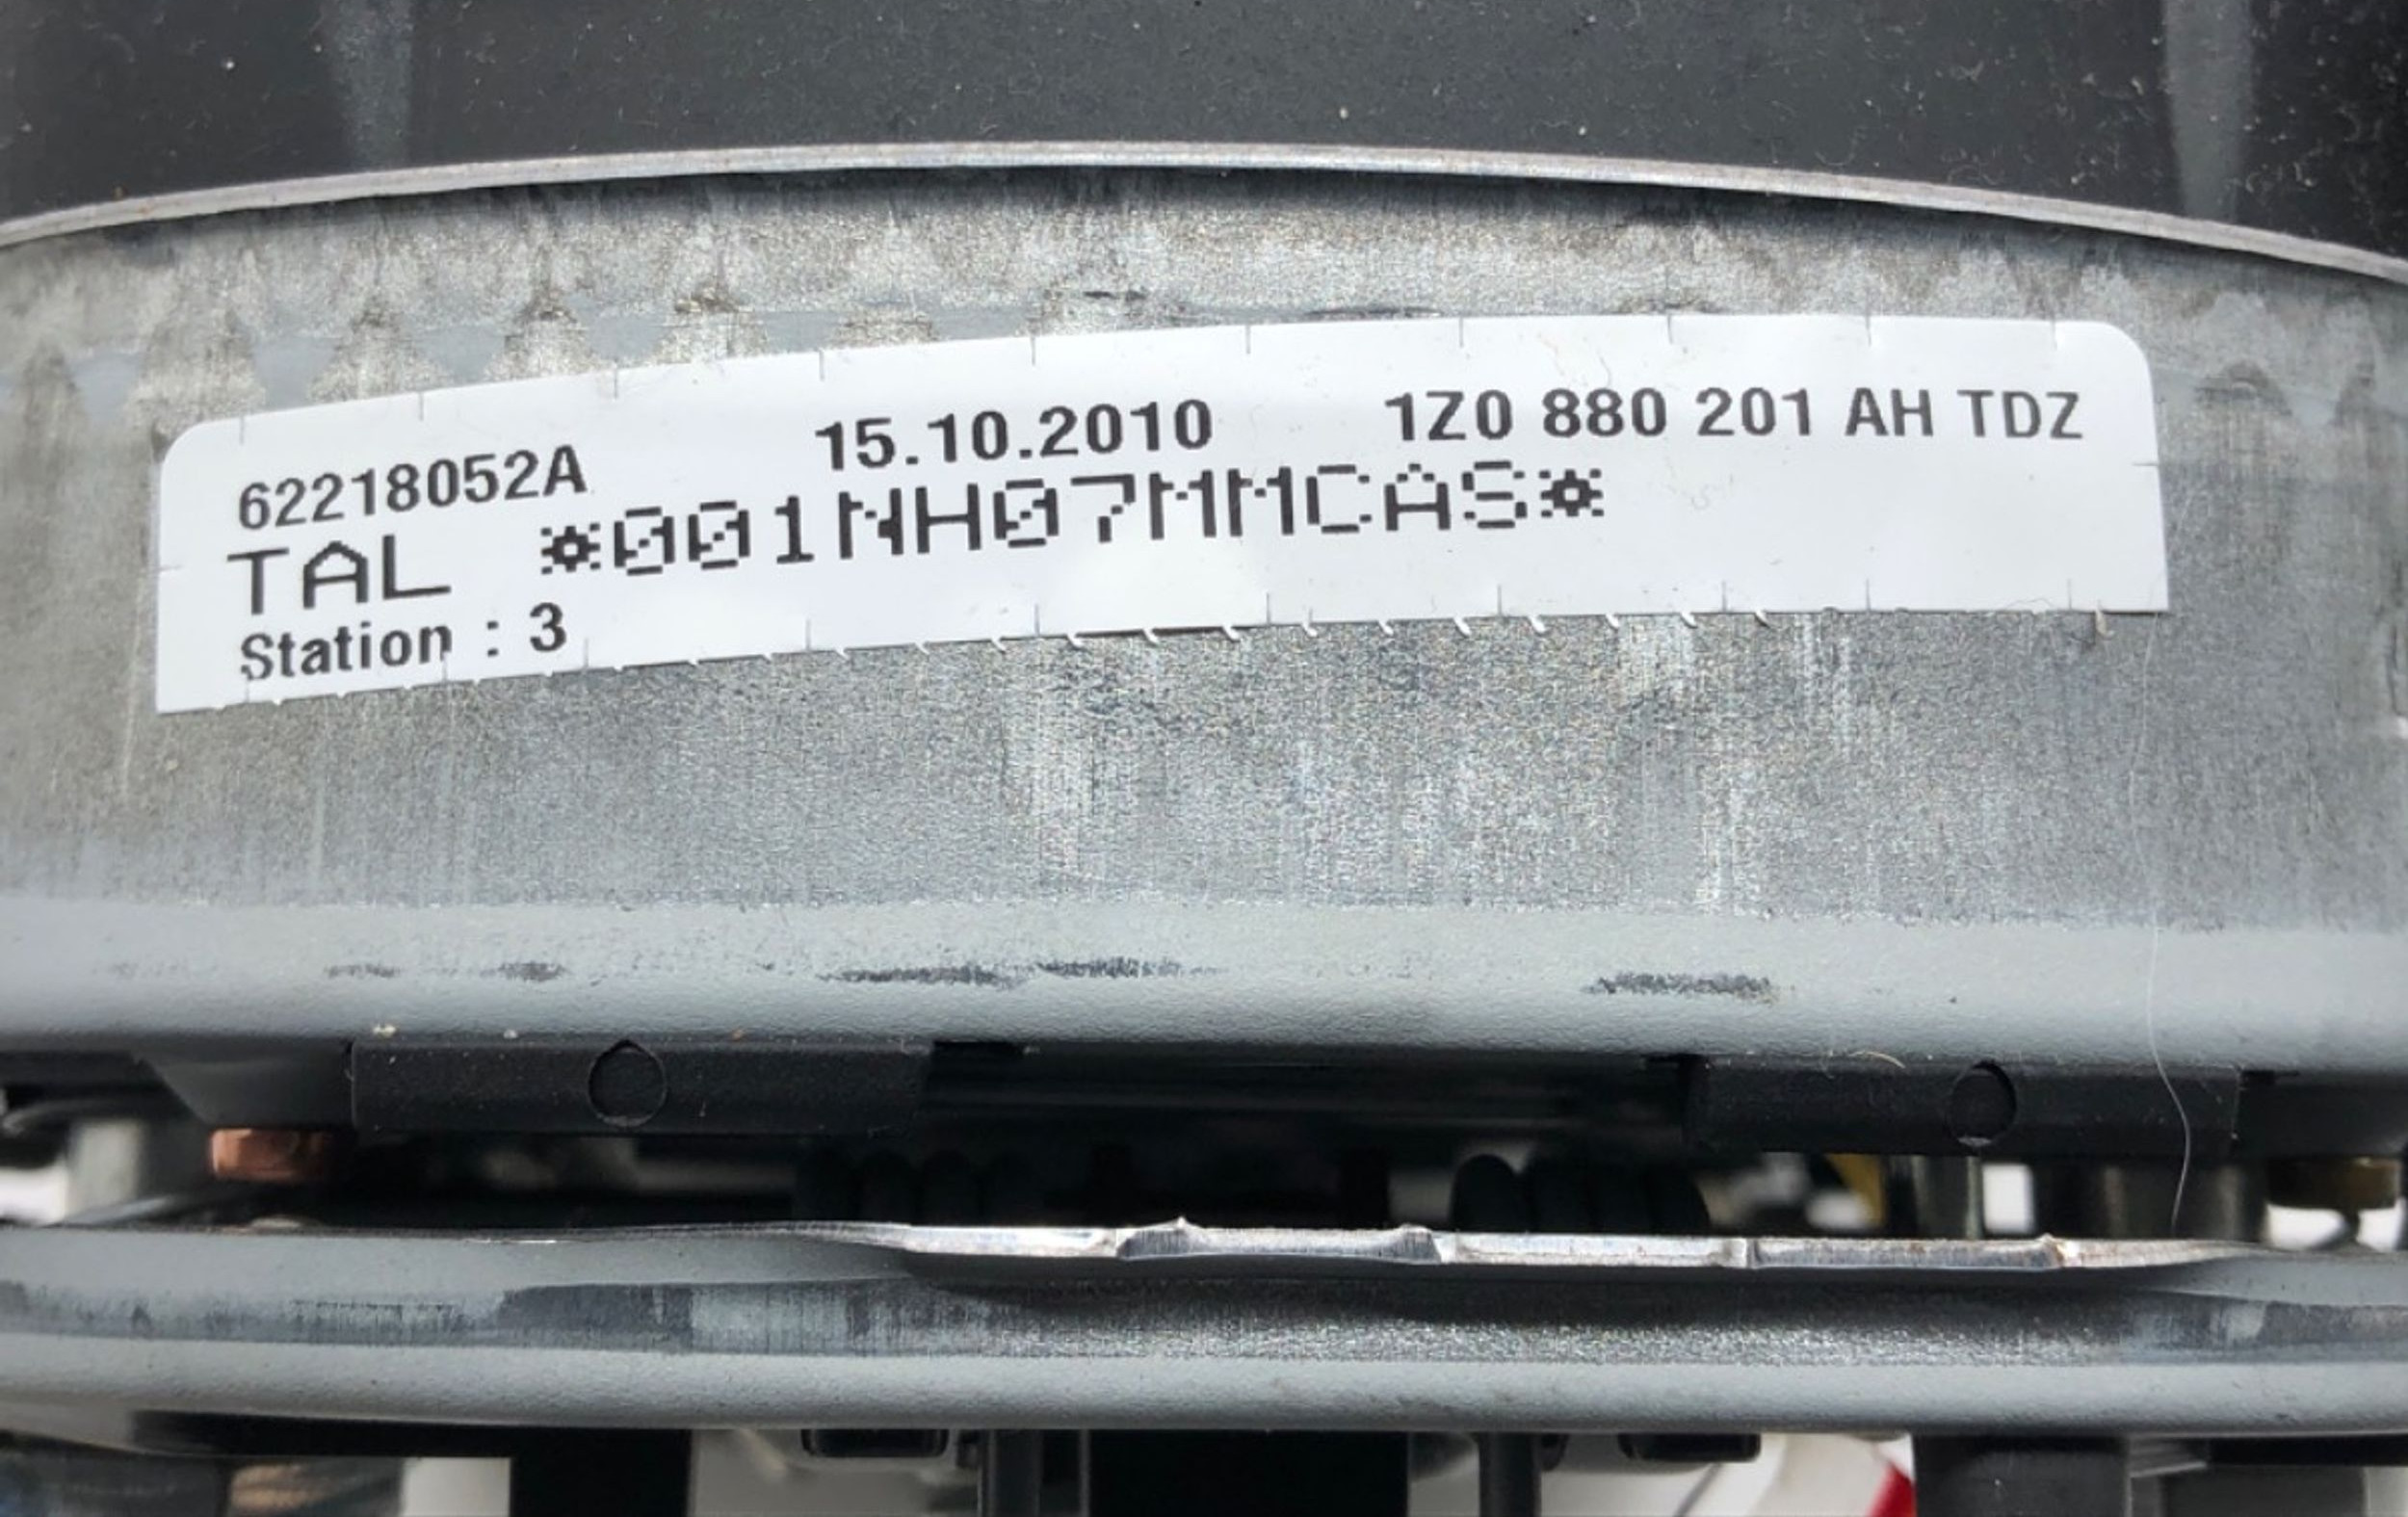 62218052A 15.10.2010 1Z0 880 201 AH TDZ
TAL *001NH07MMCAS*
Station : 3